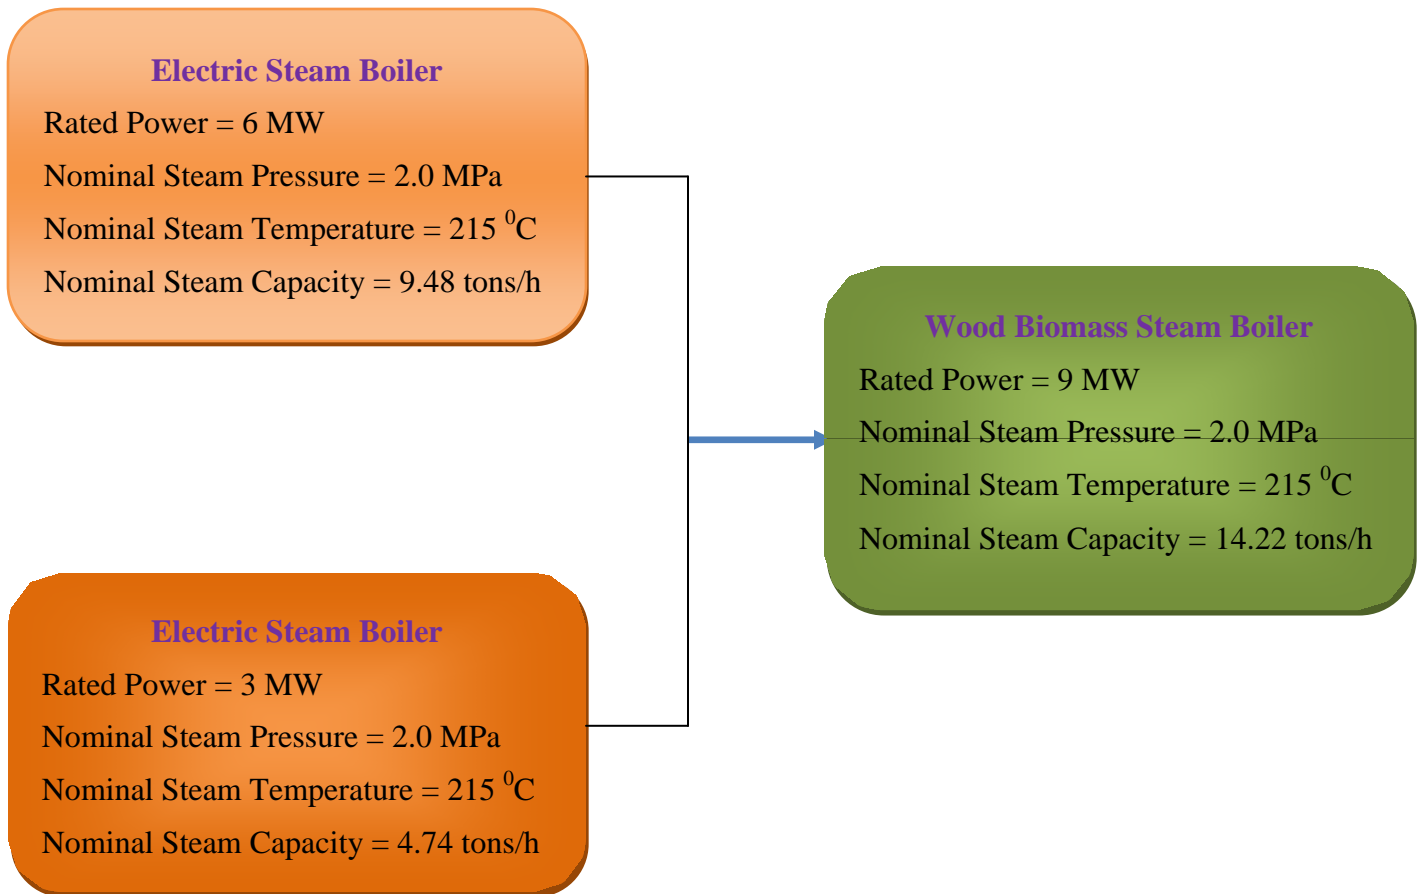 Electric Steam Boiler
Rated Power = 6 MW
Nominal Steam Pressure = 2.0 MPa
Nominal Steam Temperature = 215 ⁰C
Nominal Steam Capacity = 9.48 tons/h
Electric Steam Boiler
Rated Power = 3 MW
Nominal Steam Pressure = 2.0 MPa
Nominal Steam Temperature = 215 ⁰C
Nominal Steam Capacity = 4.74 tons/h
Wood Biomass Steam Boiler
Rated Power = 9 MW
Nominal Steam Pressure = 2.0 MPa
Nominal Steam Temperature = 215 ⁰C
Nominal Steam Capacity = 14.22 tons/h